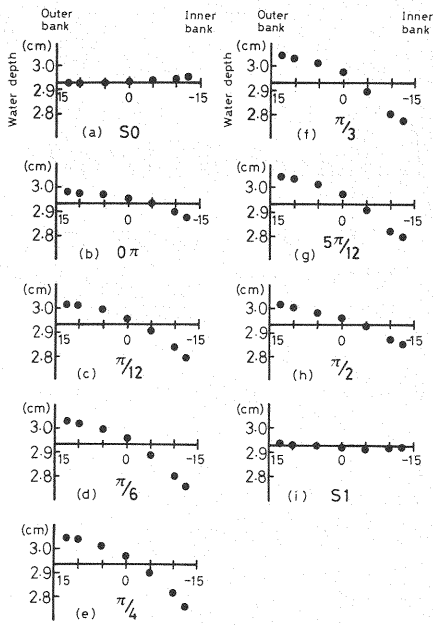 Outer bank
Inner bank
Water depth
(cm)
3.0
2.9
2.8
15
0
-15
(a) S0
(cm)
3.0
2.9
2.8
15
0
-15
(b) 0π
(cm)
3.0
2.9
2.8
15
0
-15
(c) π/12
(cm)
3.0
2.9
2.8
15
0
-15
(d) π/6
(cm)
3.0
2.9
2.8
15
0
-15
(e) π/4
Outer bank
Inner bank
Water depth
(cm)
3.0
2.9
2.8
15
0
-15
(f) π/3
(cm)
3.0
2.9
2.8
15
0
-15
(g) 5π/12
(cm)
3.0
2.9
2.8
15
0
-15
(h) π/2
(cm)
3.0
2.9
2.8
15
0
-15
(i) S1